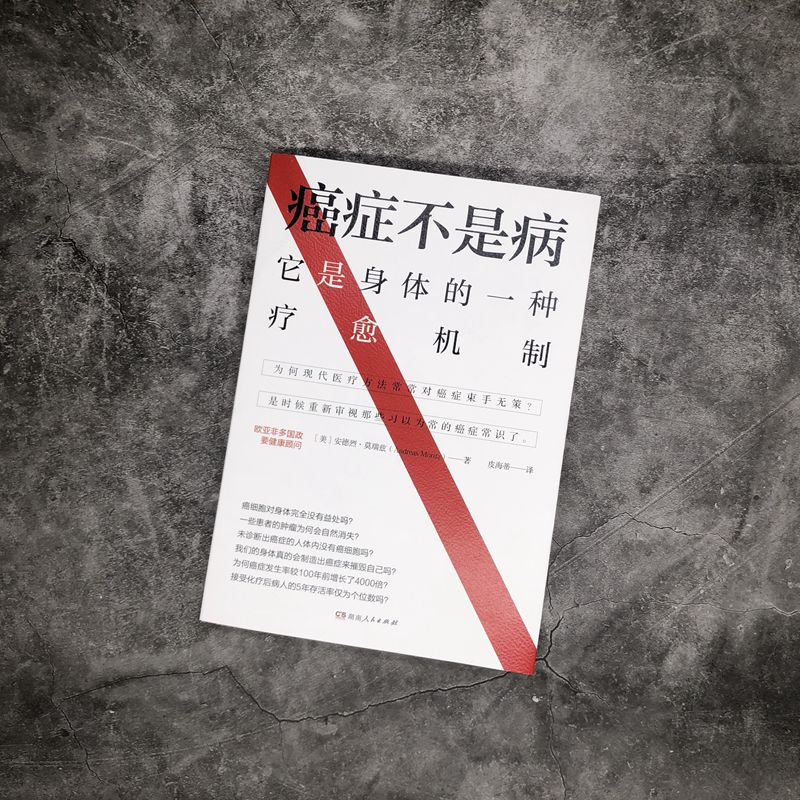 癌症不是病
它是身体的一种
疗愈机制
为何现代医疗方法常常对癌症束手无策?
是时候重新审视那些习以为常的癌症常识了。
欧亚非多国政
要健康顾问
[美]安德烈·莫瑞兹(Andreas Moritz)——著 皮海蒂——译
癌细胞对身体完全没有益处吗?
一些患者的肿瘤为何会自然消失?
未诊断出癌症的人体内没有癌细胞吗?
我们的身体真的会制造出癌症来摧毁自己吗?
为何癌症发生率较100年前增长了4000倍?
接受化疗后病人的5年存活率仅为个位数吗?
CS 湖南人民出版社